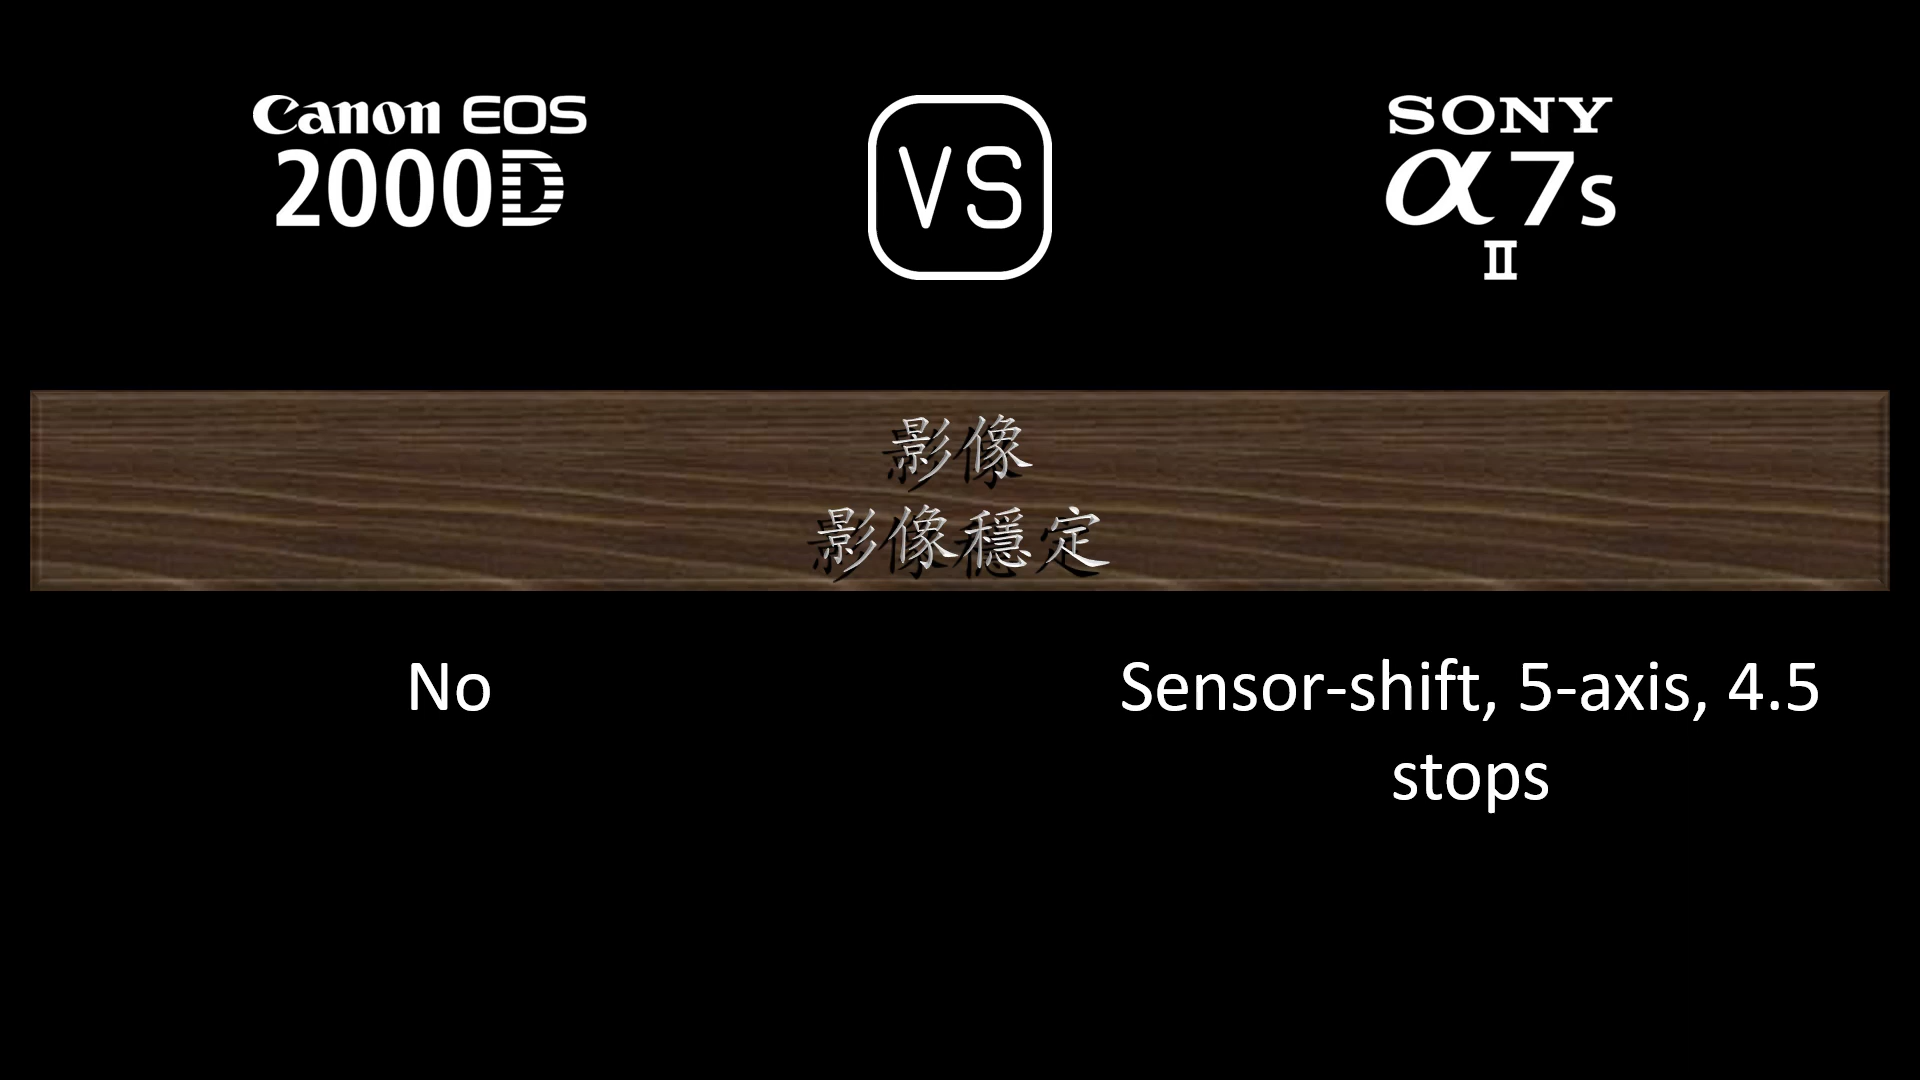 Canon EOS
2000D
VS
SONY
α7s
II
影像
影像穩定
No
Sensor-shift, 5-axis, 4.5
stops